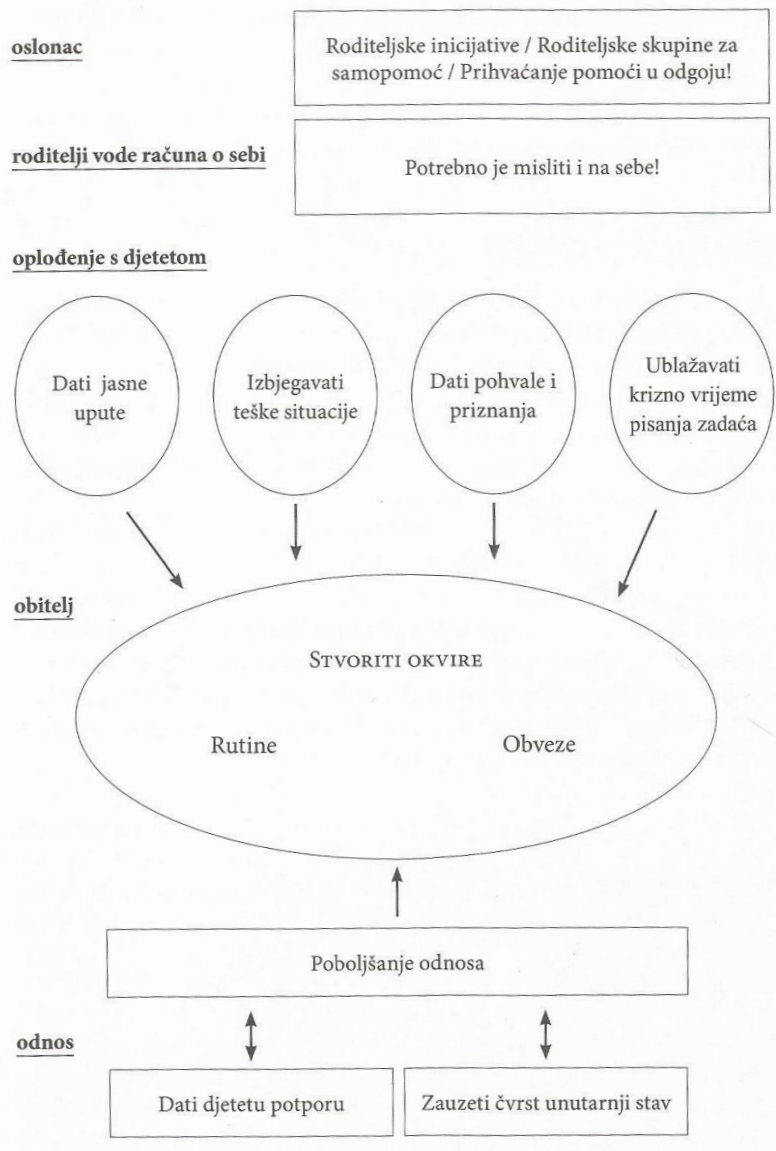 oslonac
Roditeljske inicijative / Roditeljske skupine za
samopomoć / Prihvaćanje pomoći u odgoju!
roditelji vode računa o sebi
Potrebno je misliti i na sebe!
oplođenje s djetetom
Dati jasne
upute
Izbjegavati
teške situacije
Dati pohvale i
priznanja
Ublažavati
krizno vrijeme
pisanja zadaća
obitelj
STVORITI OKVIRE
Rutine
Obveze
Poboljšanje odnosa
odnos
Dati djetetu potporu
Zauzeti čvrst unutarnji stav